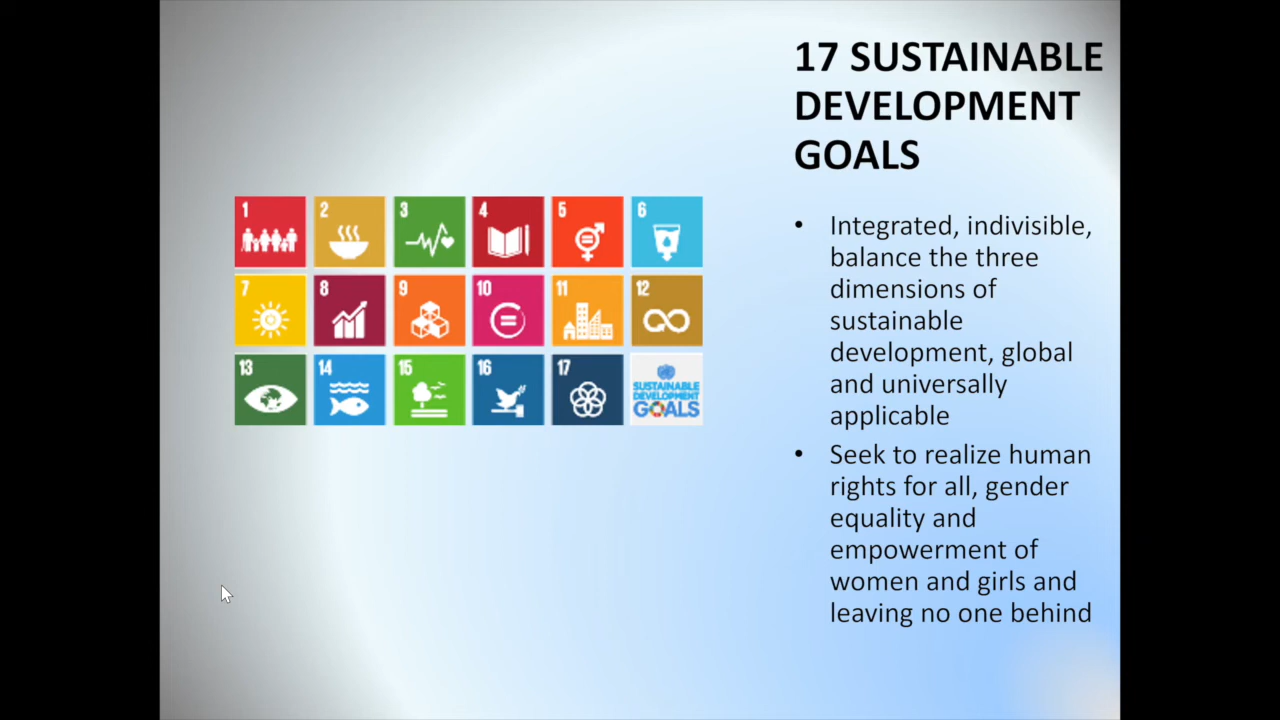 17 SUSTAINABLE
DEVELOPMENT
GOALS
1
2
3
4
5
6
7
8
9
10
11
12
13
14
15
16
17
SUSTAINABLE
DEVELOPMENT
GOALS
• Integrated, indivisible,
balance the three
dimensions of
sustainable
development, global
and universally
applicable
• Seek to realize human
rights for all, gender
equality and
empowerment of
women and girls and
leaving no one behind